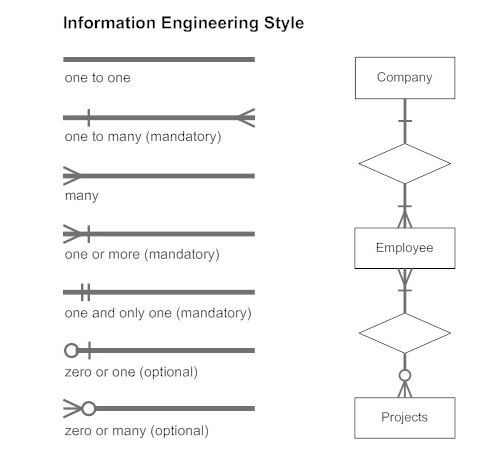 Information Engineering Style
one to one
one to many (mandatory)
many
one or more (mandatory)
one and only one (mandatory)
zero or one (optional)
zero or many (optional)
Company
Employee
Projects